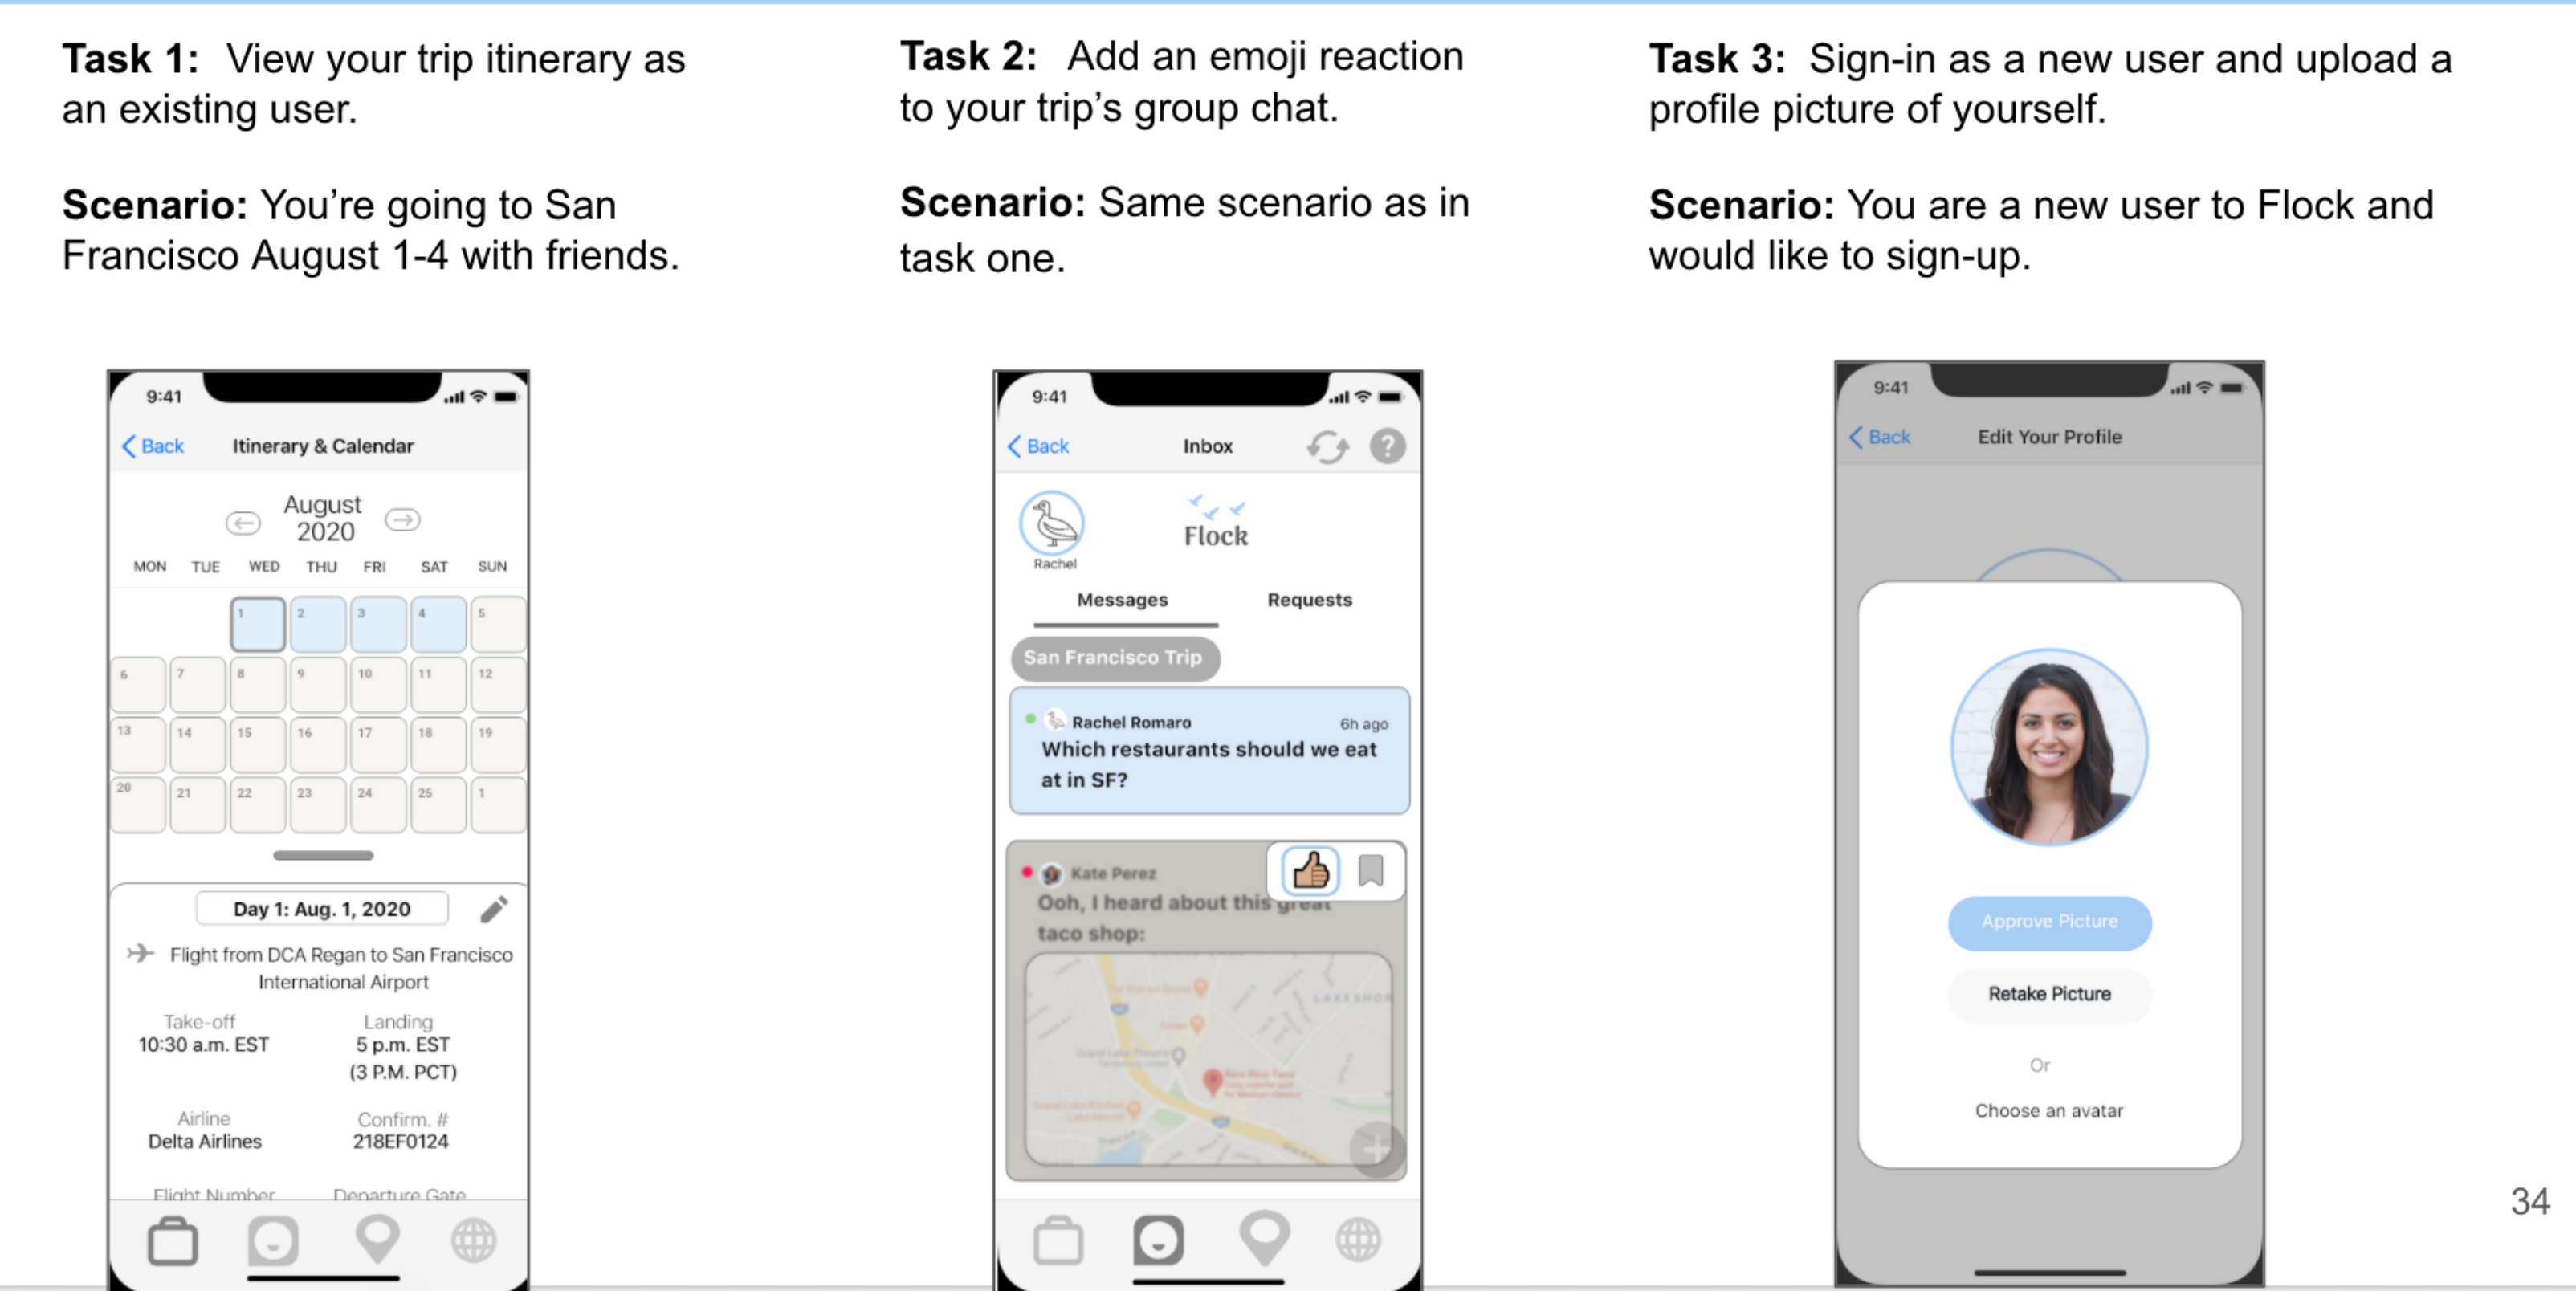 Task 1: View your trip itinerary as
an existing user.
Scenario: You're going to San
Francisco August 1-4 with friends.
9:41
Back Itinerary & Calendar
August
2020
MON TUE WED THU FRI SAT SUN
1 2 3 4 5
6 7 8 9 10 11 12
13 14 15 16 17 18 19
20 21 22 23 24 25 1
Day 1: Aug. 1, 2020
Flight from DCA Regan to San Francisco
International Airport
Take-off Landing
10:30 a.m. EST 5 p.m. EST
(3 P.M. PCT)
Airline Confirm. #
Delta Airlines 218EF0124
Flight Number Departure Gate
Task 2: Add an emoji reaction
to your trip's group chat.
Scenario: Same scenario as in
task one.
9:41
Back Inbox ?
Flock
Rachel
Messages Requests
San Francisco Trip
Rachel Romaro 6h ago
Which restaurants should we eat
at in SF?
Kate Perez
Ooh, I heard about this great
taco shop:
LAKESHOR
Grand Lake Kitchen
Task 3: Sign-in as a new user and upload a
profile picture of yourself.
Scenario: You are a new user to Flock and
would like to sign-up.
9:41
Back Edit Your Profile
Approve Picture
Retake Picture
Or
Choose an avatar
34